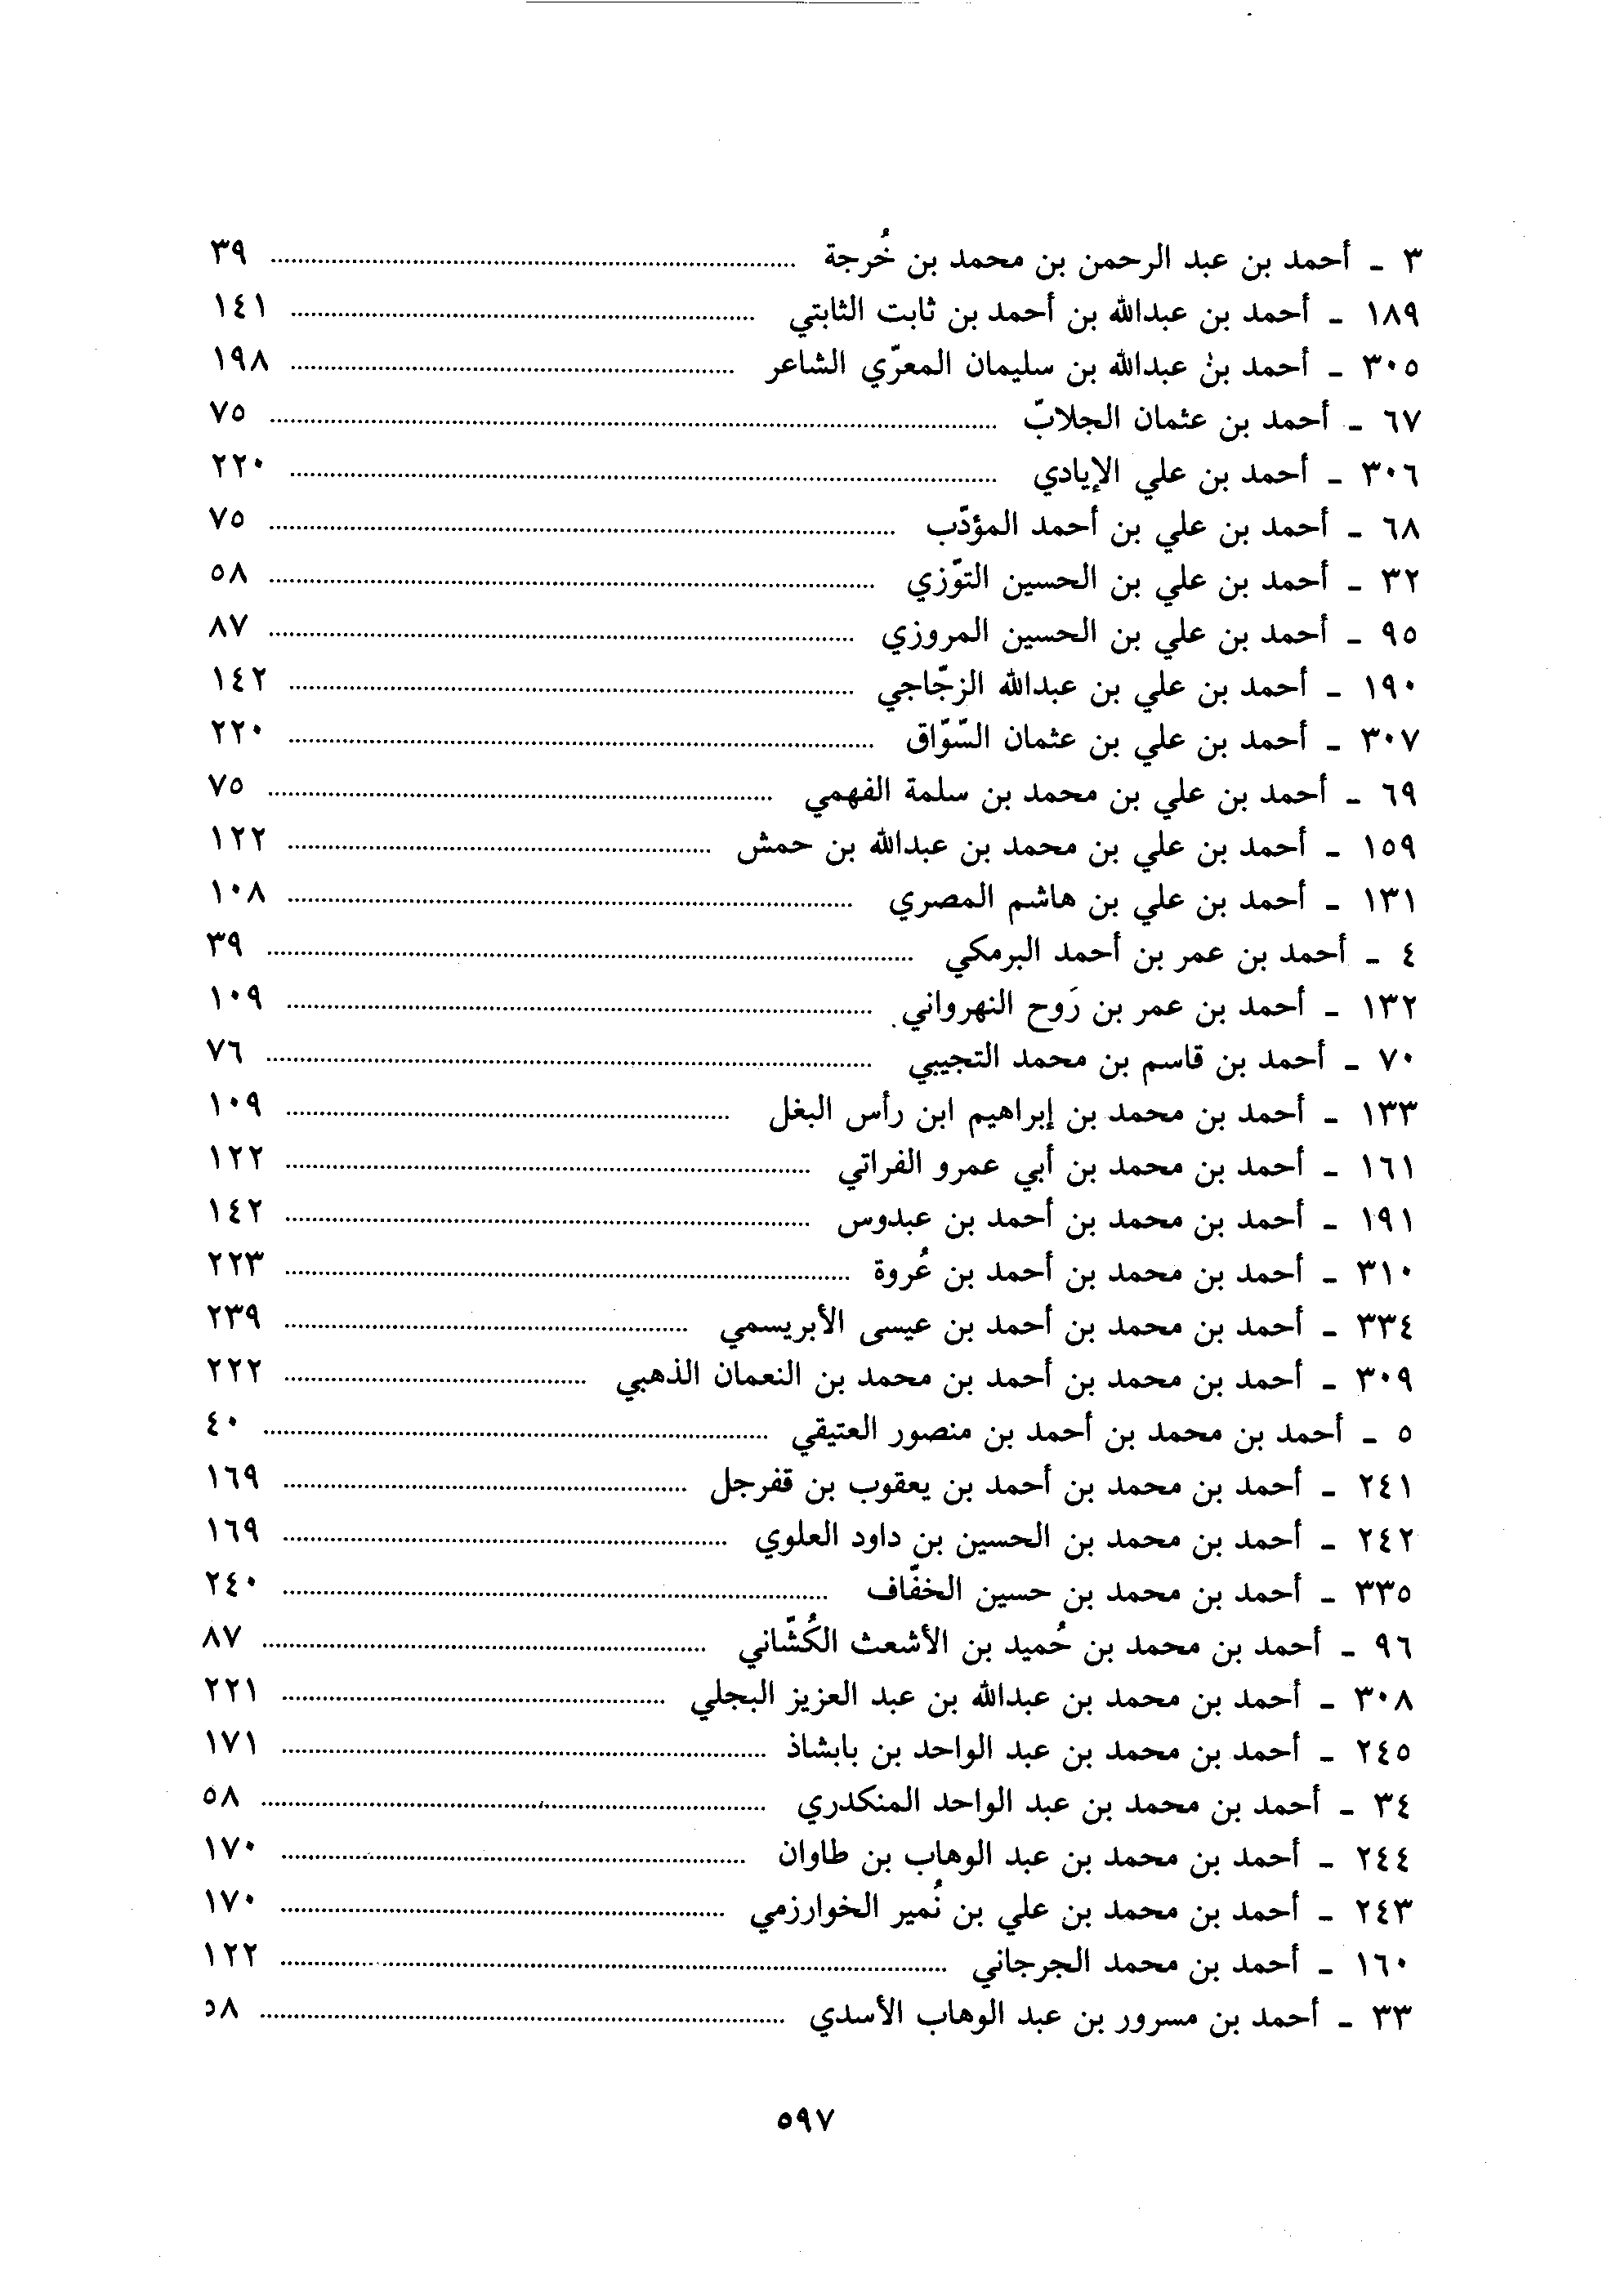 ٣ ـ أحمد بن عبد الرحمن بن محمد بن خُرجة ........ ٣٩
١٨٩ ـ أحمد بن عبدالله بن أحمد بن ثابت الثابتي ........ ١٤١
٣٠٥ ـ أحمد بن عبدالله بن سليمان المعرّي الشاعر ........ ١٩٨
٦٧ ـ أحمد بن عثمان الجلابّ ........ ٧٥
٣٠٦ ـ أحمد بن علي الإيادي ........ ٢٢٠
٦٨ ـ أحمد بن علي بن أحمد المؤدّب ........ ٧٥
٣٢ ـ أحمد بن علي بن الحسين التوّزي ........ ٥٨
٩٥ ـ أحمد بن علي بن الحسين المروزي ........ ٨٧
١٩٠ ـ أحمد بن علي بن عبدالله الزجّاجي ........ ١٤٢
٣٠٧ ـ أحمد بن علي بن عثمان السّوّاق ........ ٢٢٠
٦٩ ـ أحمد بن علي بن محمد بن سلمة الفهمي ........ ٧٥
١٥٩ ـ أحمد بن علي بن محمد بن عبدالله بن حمش ........ ١٢٢
١٣١ ـ أحمد بن علي بن هاشم المصري ........ ١٠٨
٤ ـ أحمد بن عمر بن أحمد البرمكي ........ ٣٩
١٣٢ ـ أحمد بن عمر بن رَوح النهرواني ........ ١٠٩
٧٠ ـ أحمد بن قاسم بن محمد التجيبي ........ ٧٦
١٣٣ ـ أحمد بن محمد بن إبراهيم ابن رأس البغل ........ ١٠٩
١٦١ ـ أحمد بن محمد بن أبي عمرو الفراتي ........ ١٢٢
١٩١ ـ أحمد بن محمد بن أحمد بن عبدوس ........ ١٤٢
٣١٠ ـ أحمد بن محمد بن أحمد بن عُروة ........ ٢٢٣
٣٣٤ ـ أحمد بن محمد بن أحمد بن عيسى الأبريسمي ........ ٢٣٩
٣٠٩ ـ أحمد بن محمد بن أحمد بن محمد بن النعمان الذهبي ........ ٢٢٢
٥ ـ أحمد بن محمد بن أحمد بن منصور العتيقي ........ ٤٠
٢٤١ ـ أحمد بن محمد بن أحمد بن يعقوب بن قفرجل ........ ١٦٩
٢٤٢ ـ أحمد بن محمد بن الحسين بن داود العلوي ........ ١٦٩
٣٣٥ ـ أحمد بن محمد بن حسين الخفّاف ........ ٢٤٠
٩٦ ـ أحمد بن محمد بن حُميد بن الأشعث الكُشّاني ........ ٨٧
٣٠٨ ـ أحمد بن محمد بن عبدالله بن عبد العزيز البجلي ........ ٢٢١
٢٤٥ ـ أحمد بن محمد بن عبد الواحد بن بابشاذ ........ ١٧١
٣٤ ـ أحمد بن محمد بن عبد الواحد المنكدري ........ ٥٨
٢٤٤ ـ أحمد بن محمد بن عبد الوهاب بن طاوان ........ ١٧٠
٢٤٣ ـ أحمد بن محمد بن علي بن نُمير الخوارزمي ........ ١٧٠
١٦٠ ـ أحمد بن محمد الجرجاني ........ ١٢٢
٣٣ ـ أحمد بن مسرور بن عبد الوهاب الأسدي ........ ٥٨
٥٩٧